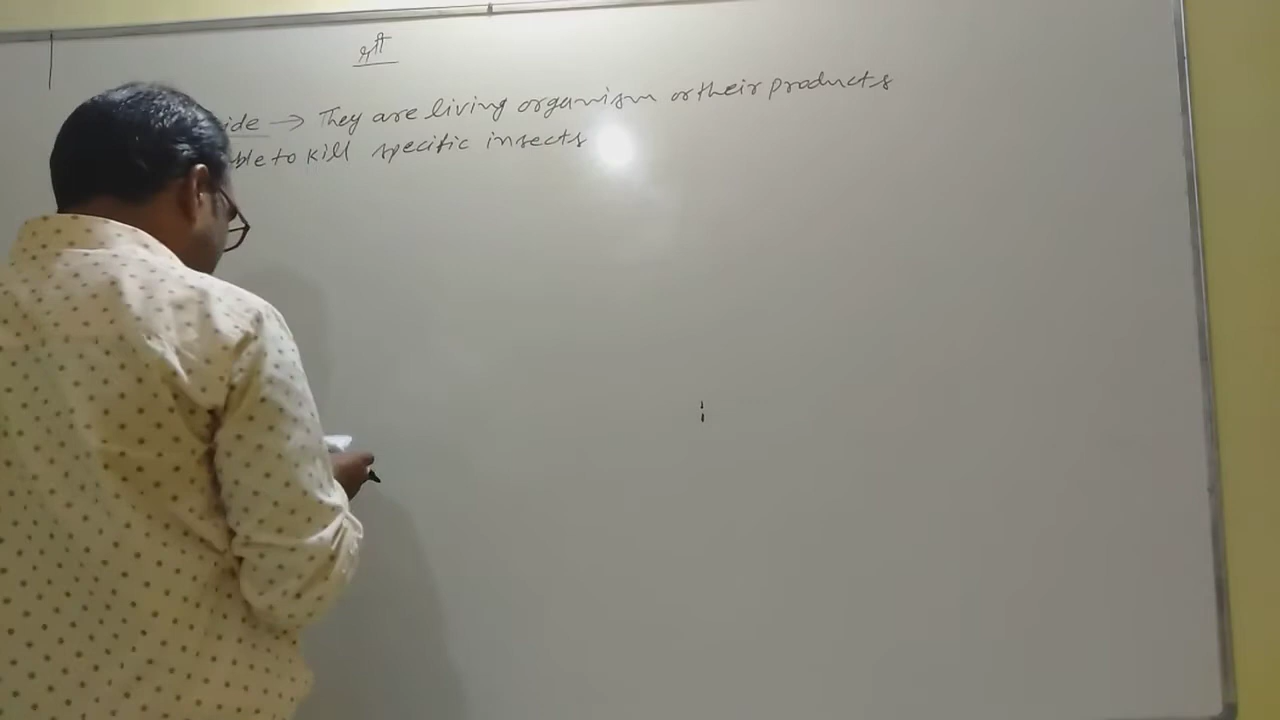 श्री
ide → They are living organism or their products
ble to kill specific insects